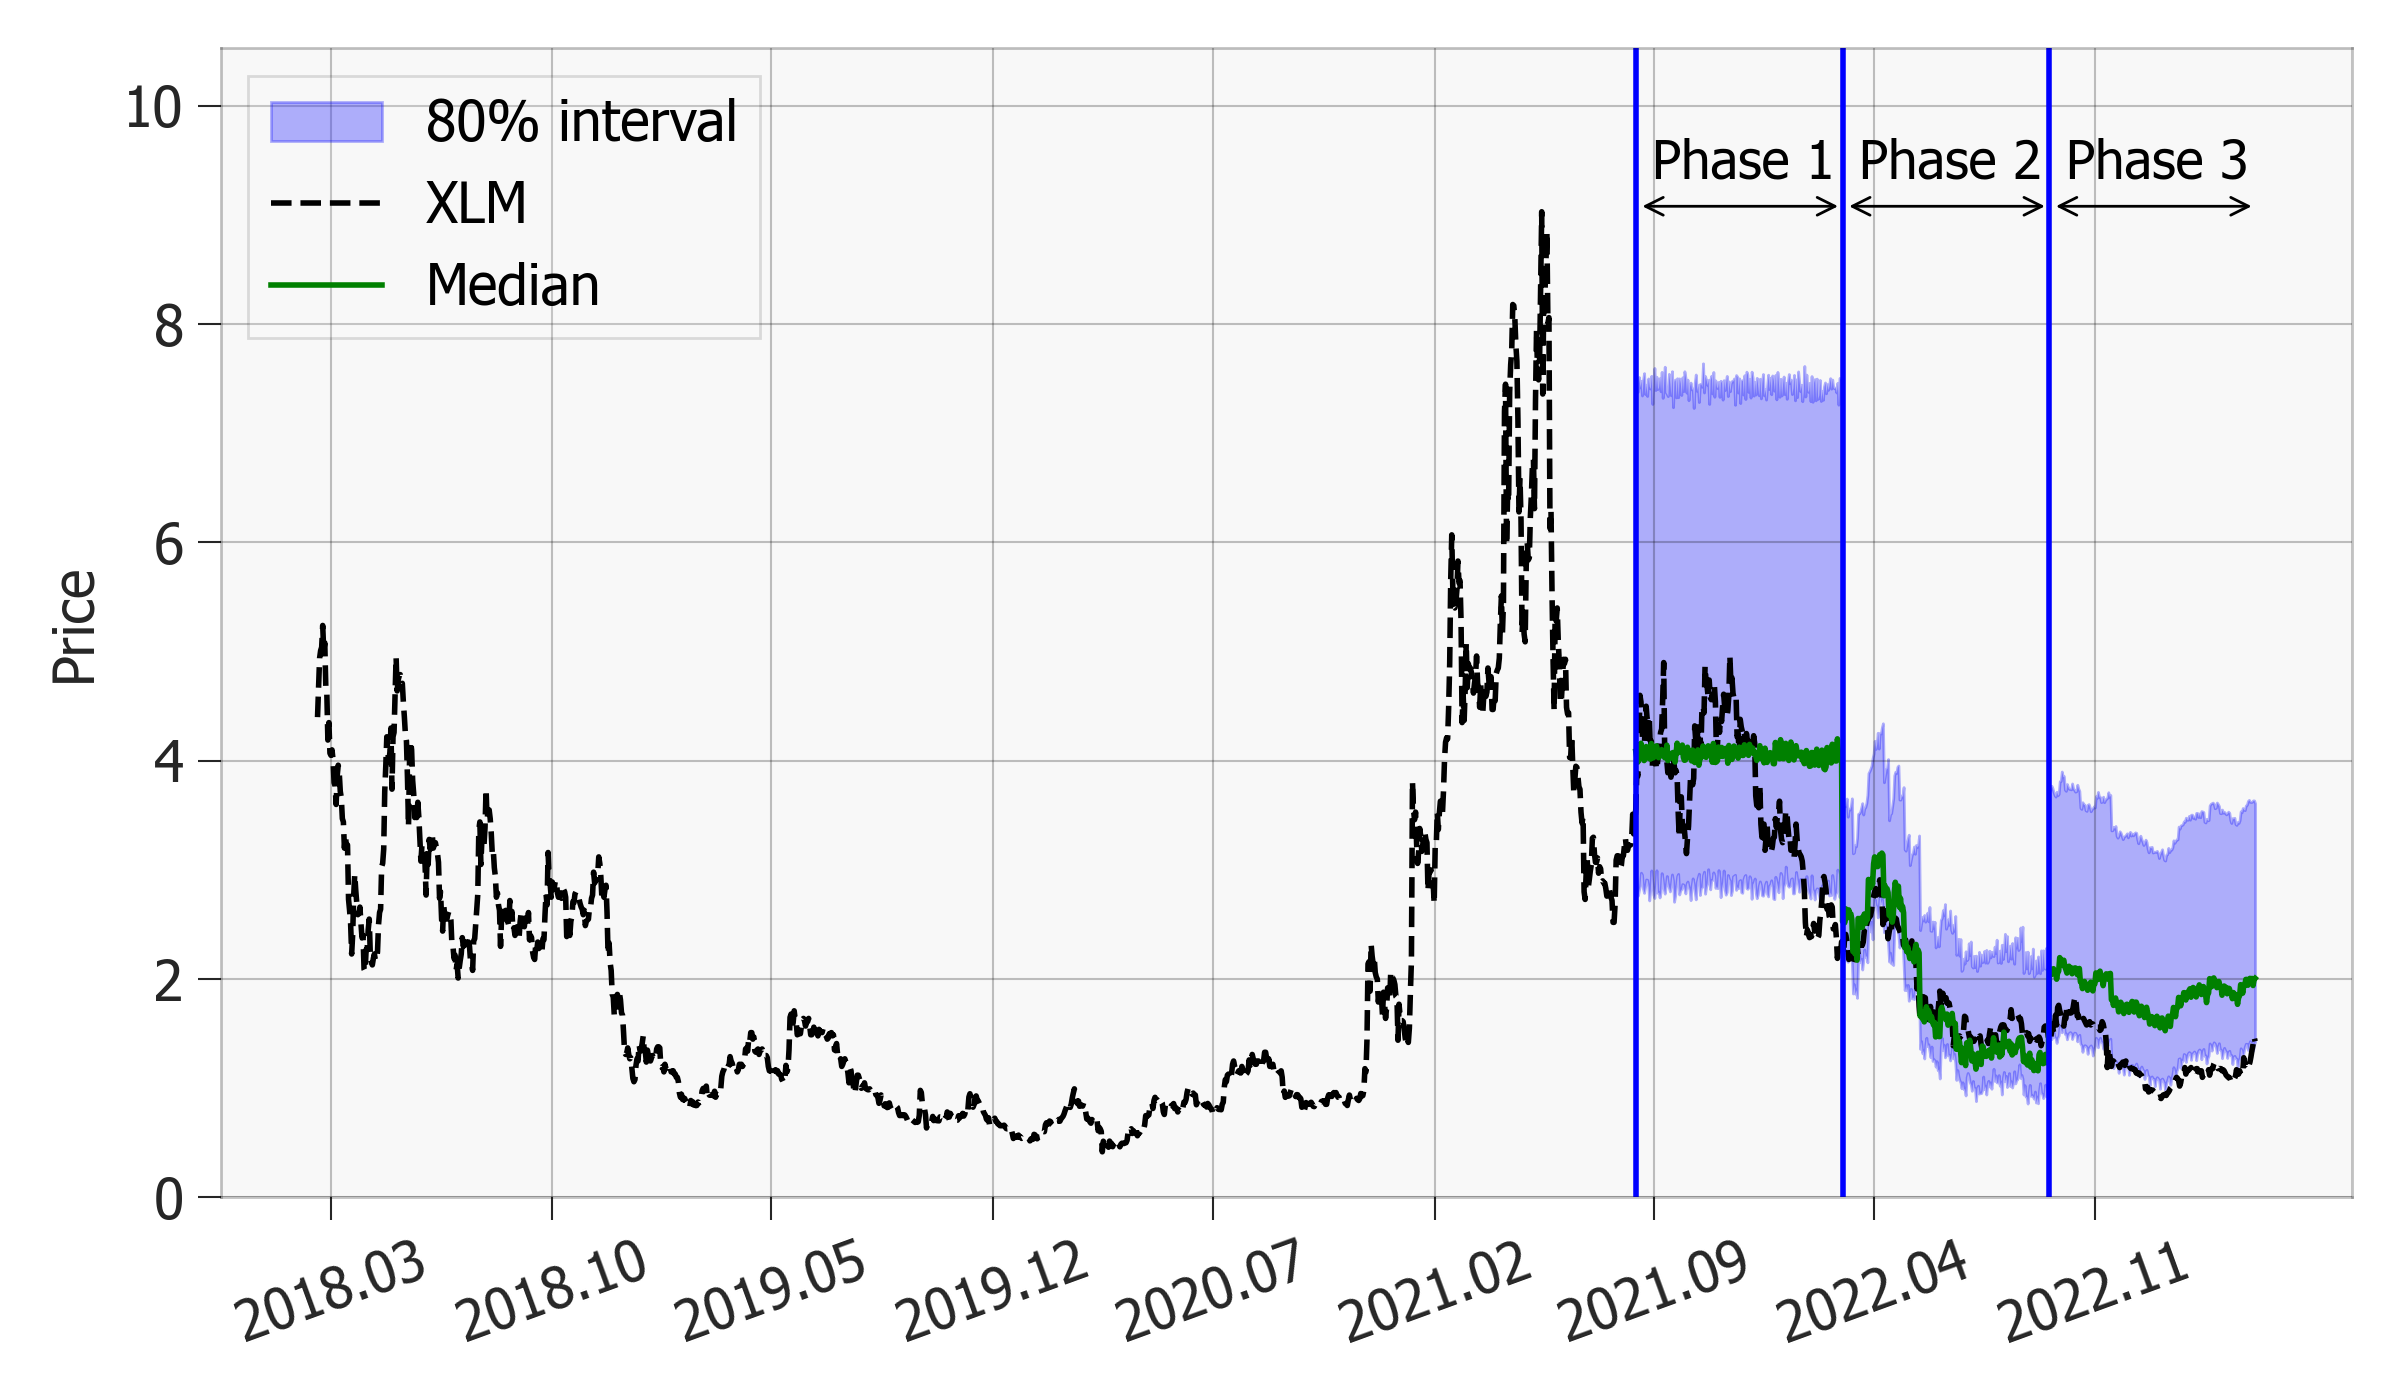 80% interval
XLM
Median
Phase 1
Phase 2
Phase 3
Price
10
8
6
4
2
0
2018.03
2018.10
2019.05
2019.12
2020.07
2021.02
2021.09
2022.04
2022.11